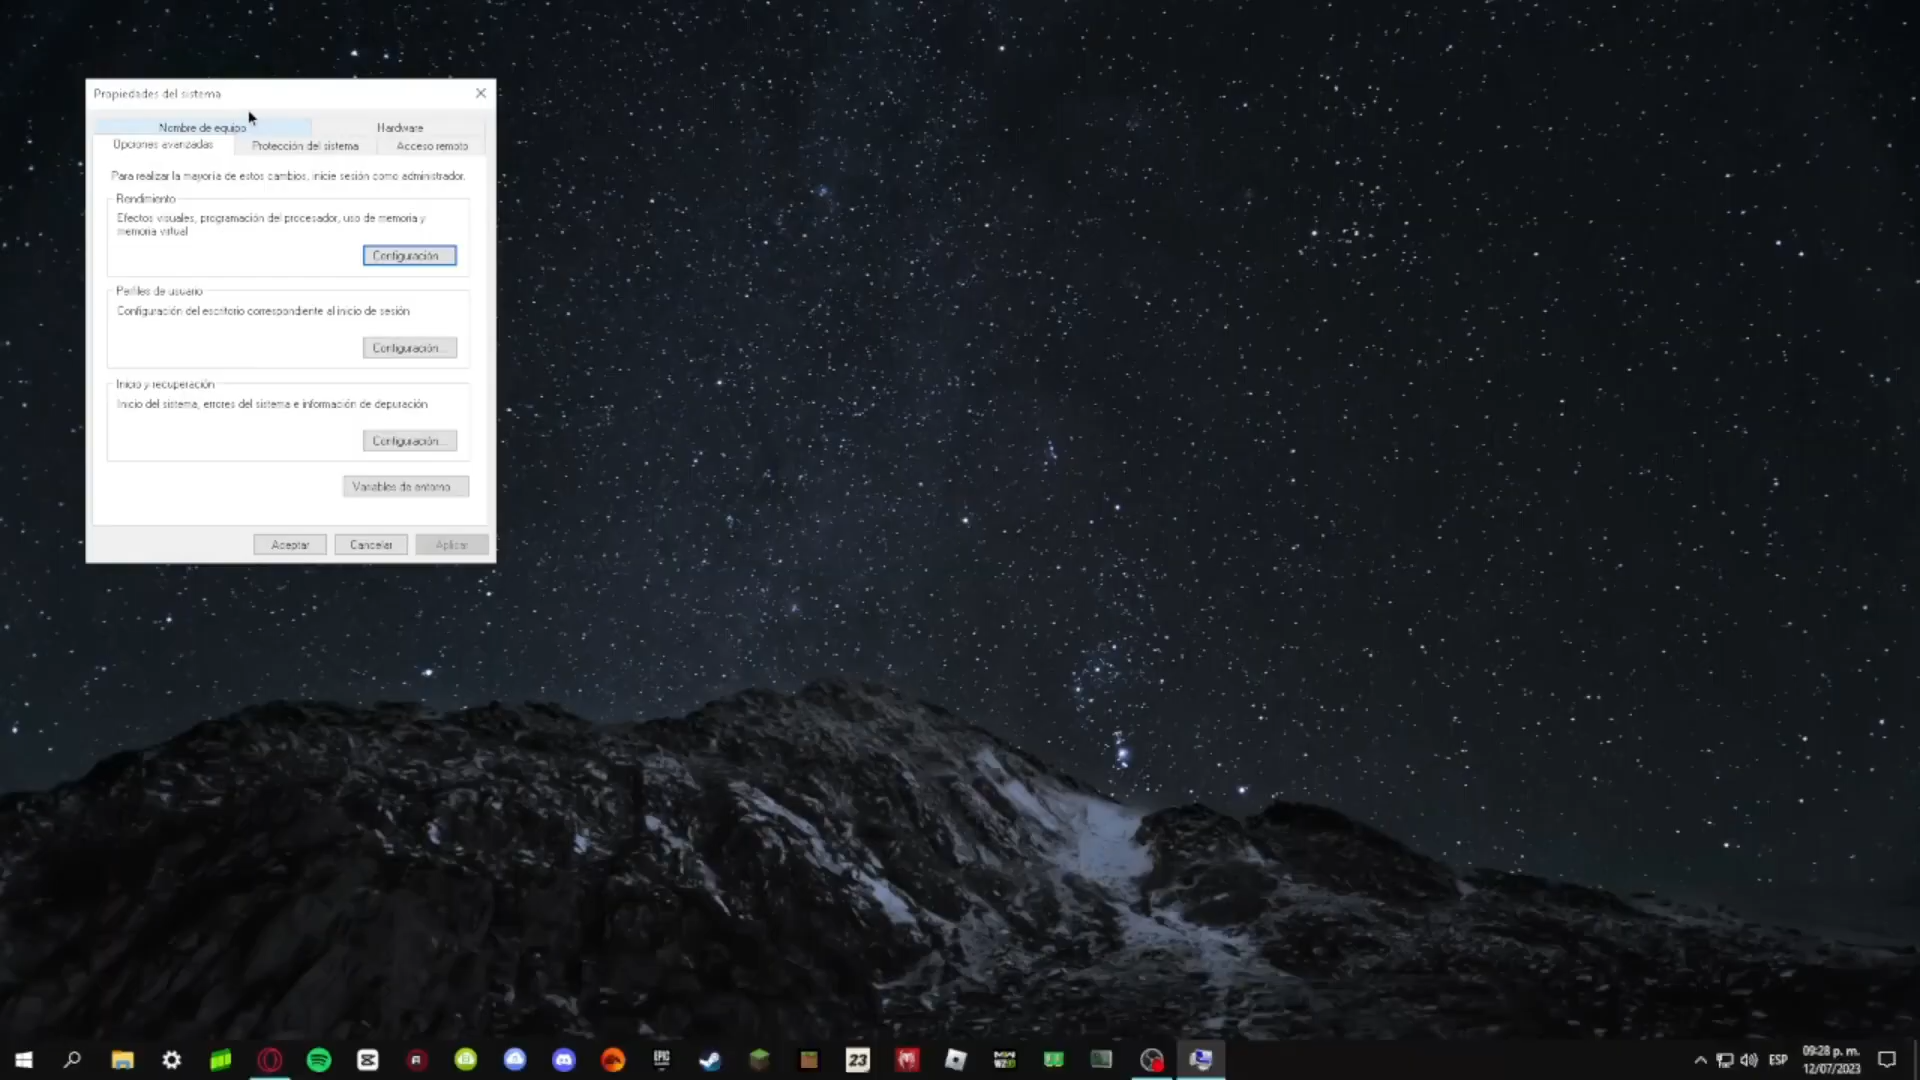 Propiedades del sistema
Nombre de equipo
Hardware
Opciones avanzadas
Protección del sistema
Acceso remoto
Para realizar la mayoría de estos cambios, inicie sesión como administrador.
Rendimiento
Efectos visuales, programación del procesador, uso de memoria y
memoria virtual
Configuración...
Perfiles de usuario
Configuración del escritorio correspondiente al inicio de sesión
Configuración...
Inicio y recuperación
Inicio del sistema, errores del sistema e información de depuración
Configuración...
Variables de entorno
Aceptar
Cancelar
Aplicar
EPIC
23
ESP
09:28 p. m.
12/07/2023